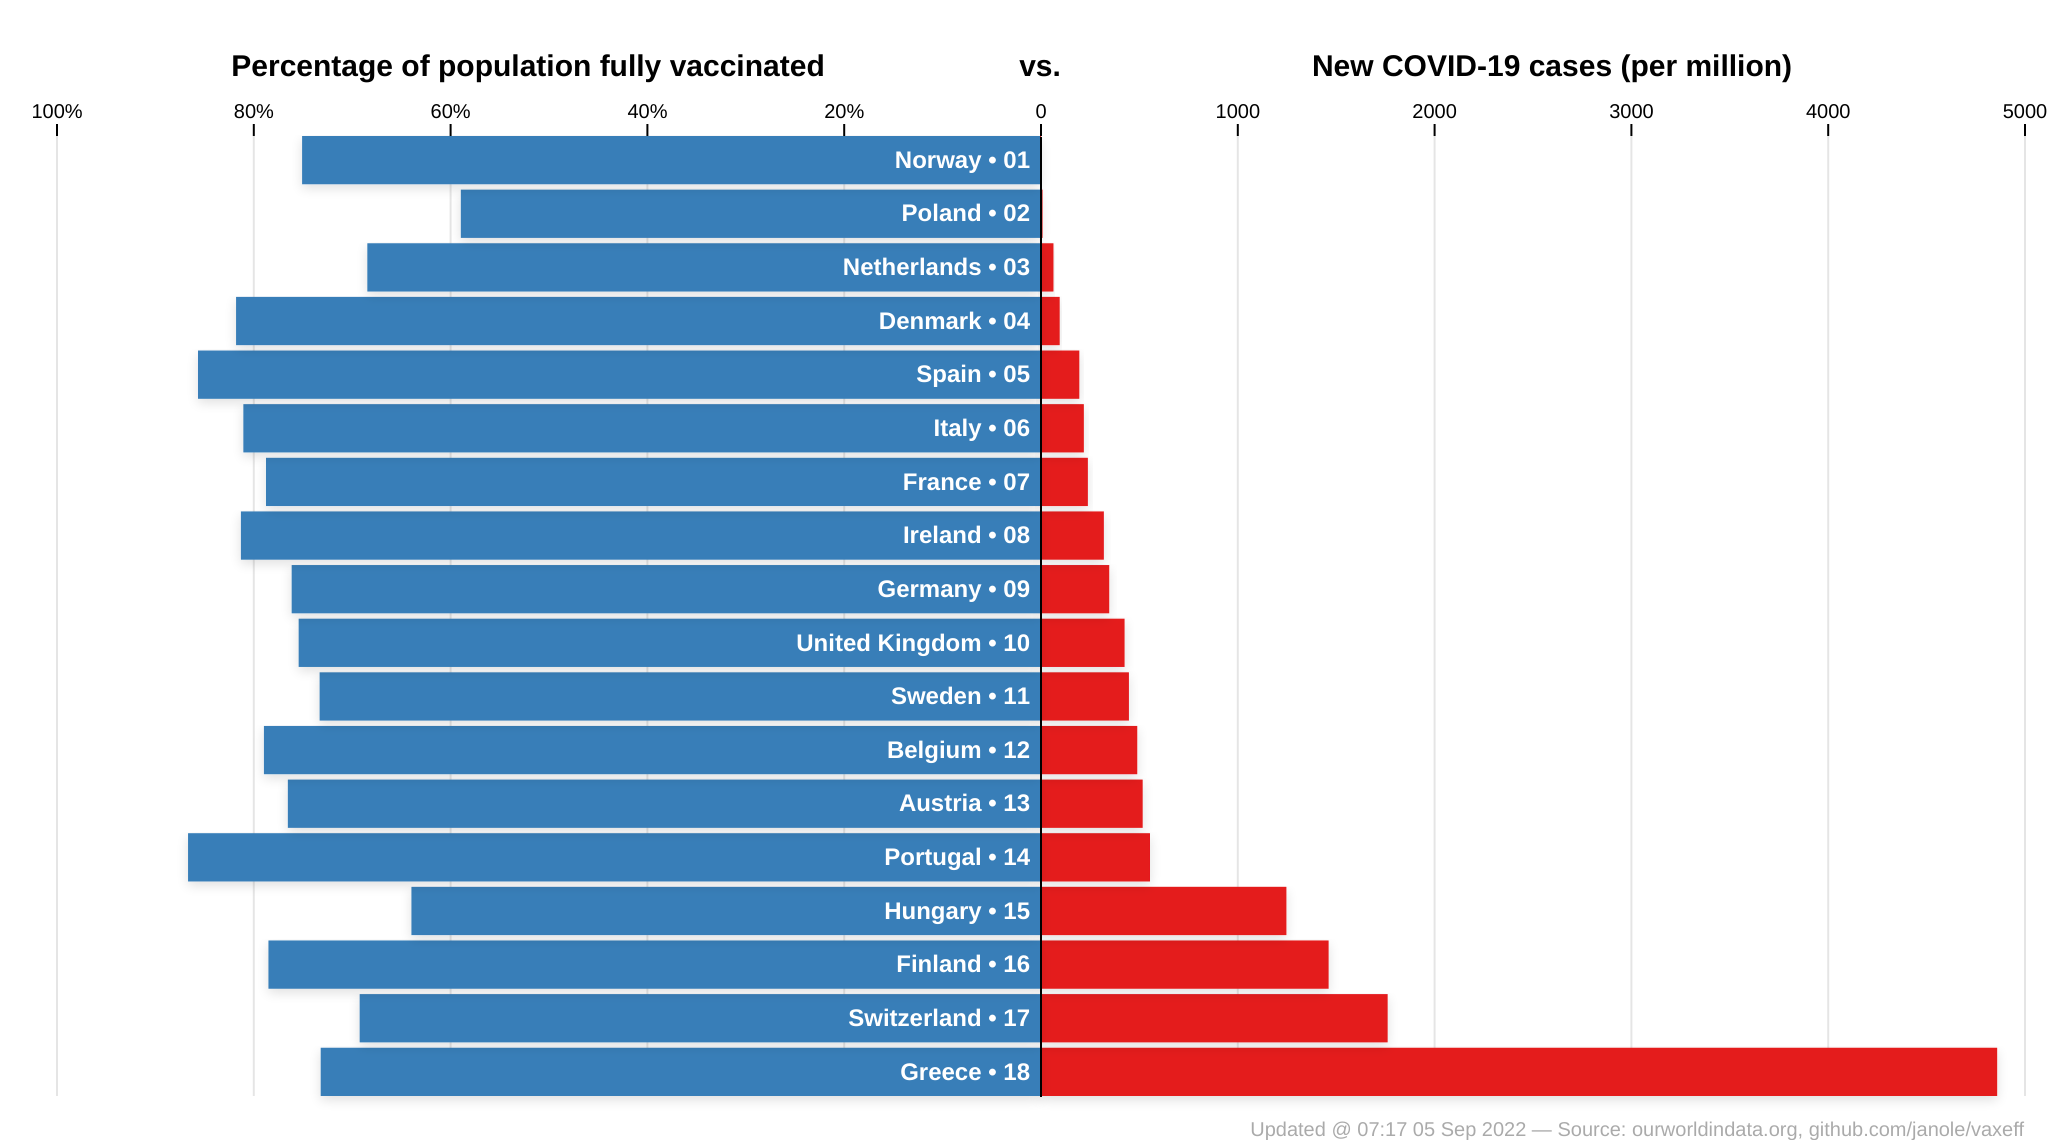 Percentage of population fully vaccinated vs. New COVID-19 cases (per million)
100% 80% 60% 40% 20% 0 1000 2000 3000 4000 5000
Norway • 01
Poland • 02
Netherlands • 03
Denmark • 04
Spain • 05
Italy • 06
France • 07
Ireland • 08
Germany • 09
United Kingdom • 10
Sweden • 11
Belgium • 12
Austria • 13
Portugal • 14
Hungary • 15
Finland • 16
Switzerland • 17
Greece • 18
Updated @ 07:17 05 Sep 2022 — Source: ourworldindata.org, github.com/janole/vaxeff